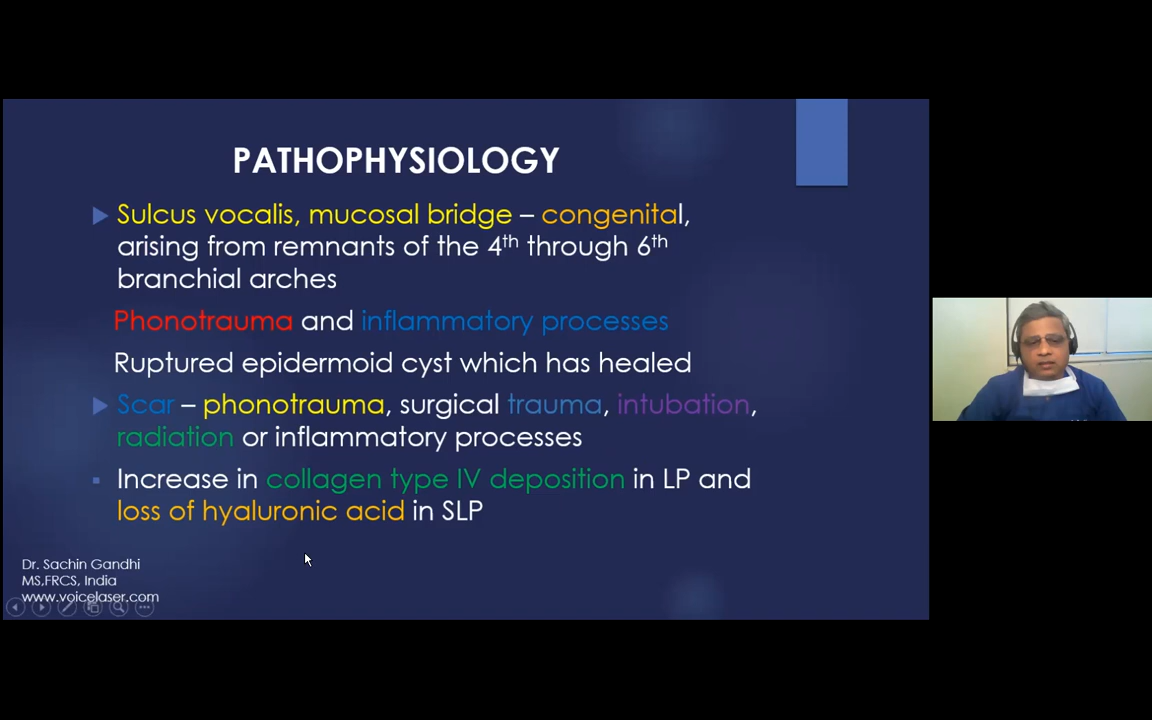 PATHOPHYSIOLOGY
Sulcus vocalis, mucosal bridge – congenital,
arising from remnants of the 4th through 6th
branchial arches
Phonotrauma and inflammatory processes
Ruptured epidermoid cyst which has healed
Scar – phonotrauma, surgical trauma, intubation,
radiation or inflammatory processes
Increase in collagen type IV deposition in LP and
loss of hyaluronic acid in SLP
Dr. Sachin Gandhi
MS,FRCS, India
www.voicelaser.com